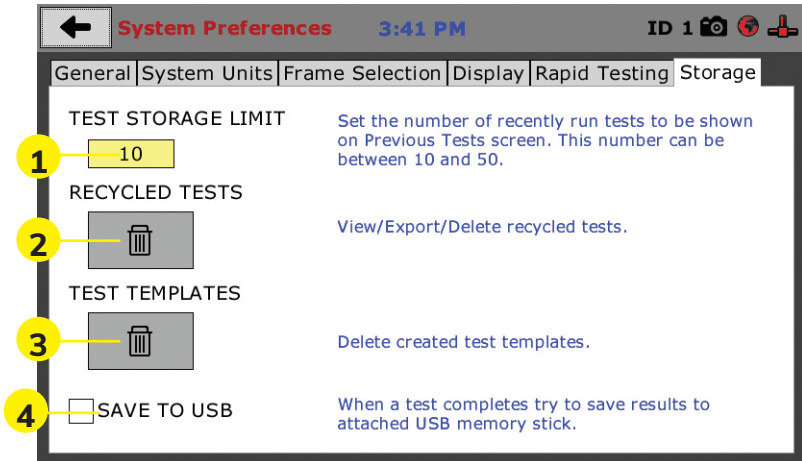 System Preferences 3:41 PM ID 1
General System Units Frame Selection Display Rapid Testing Storage
TEST STORAGE LIMIT
Set the number of recently run tests to be shown
on Previous Tests screen. This number can be
between 10 and 50.
1 10
RECYCLED TESTS
2
View/Export/Delete recycled tests.
TEST TEMPLATES
3
Delete created test templates.
4 SAVE TO USB
When a test completes try to save results to
attached USB memory stick.